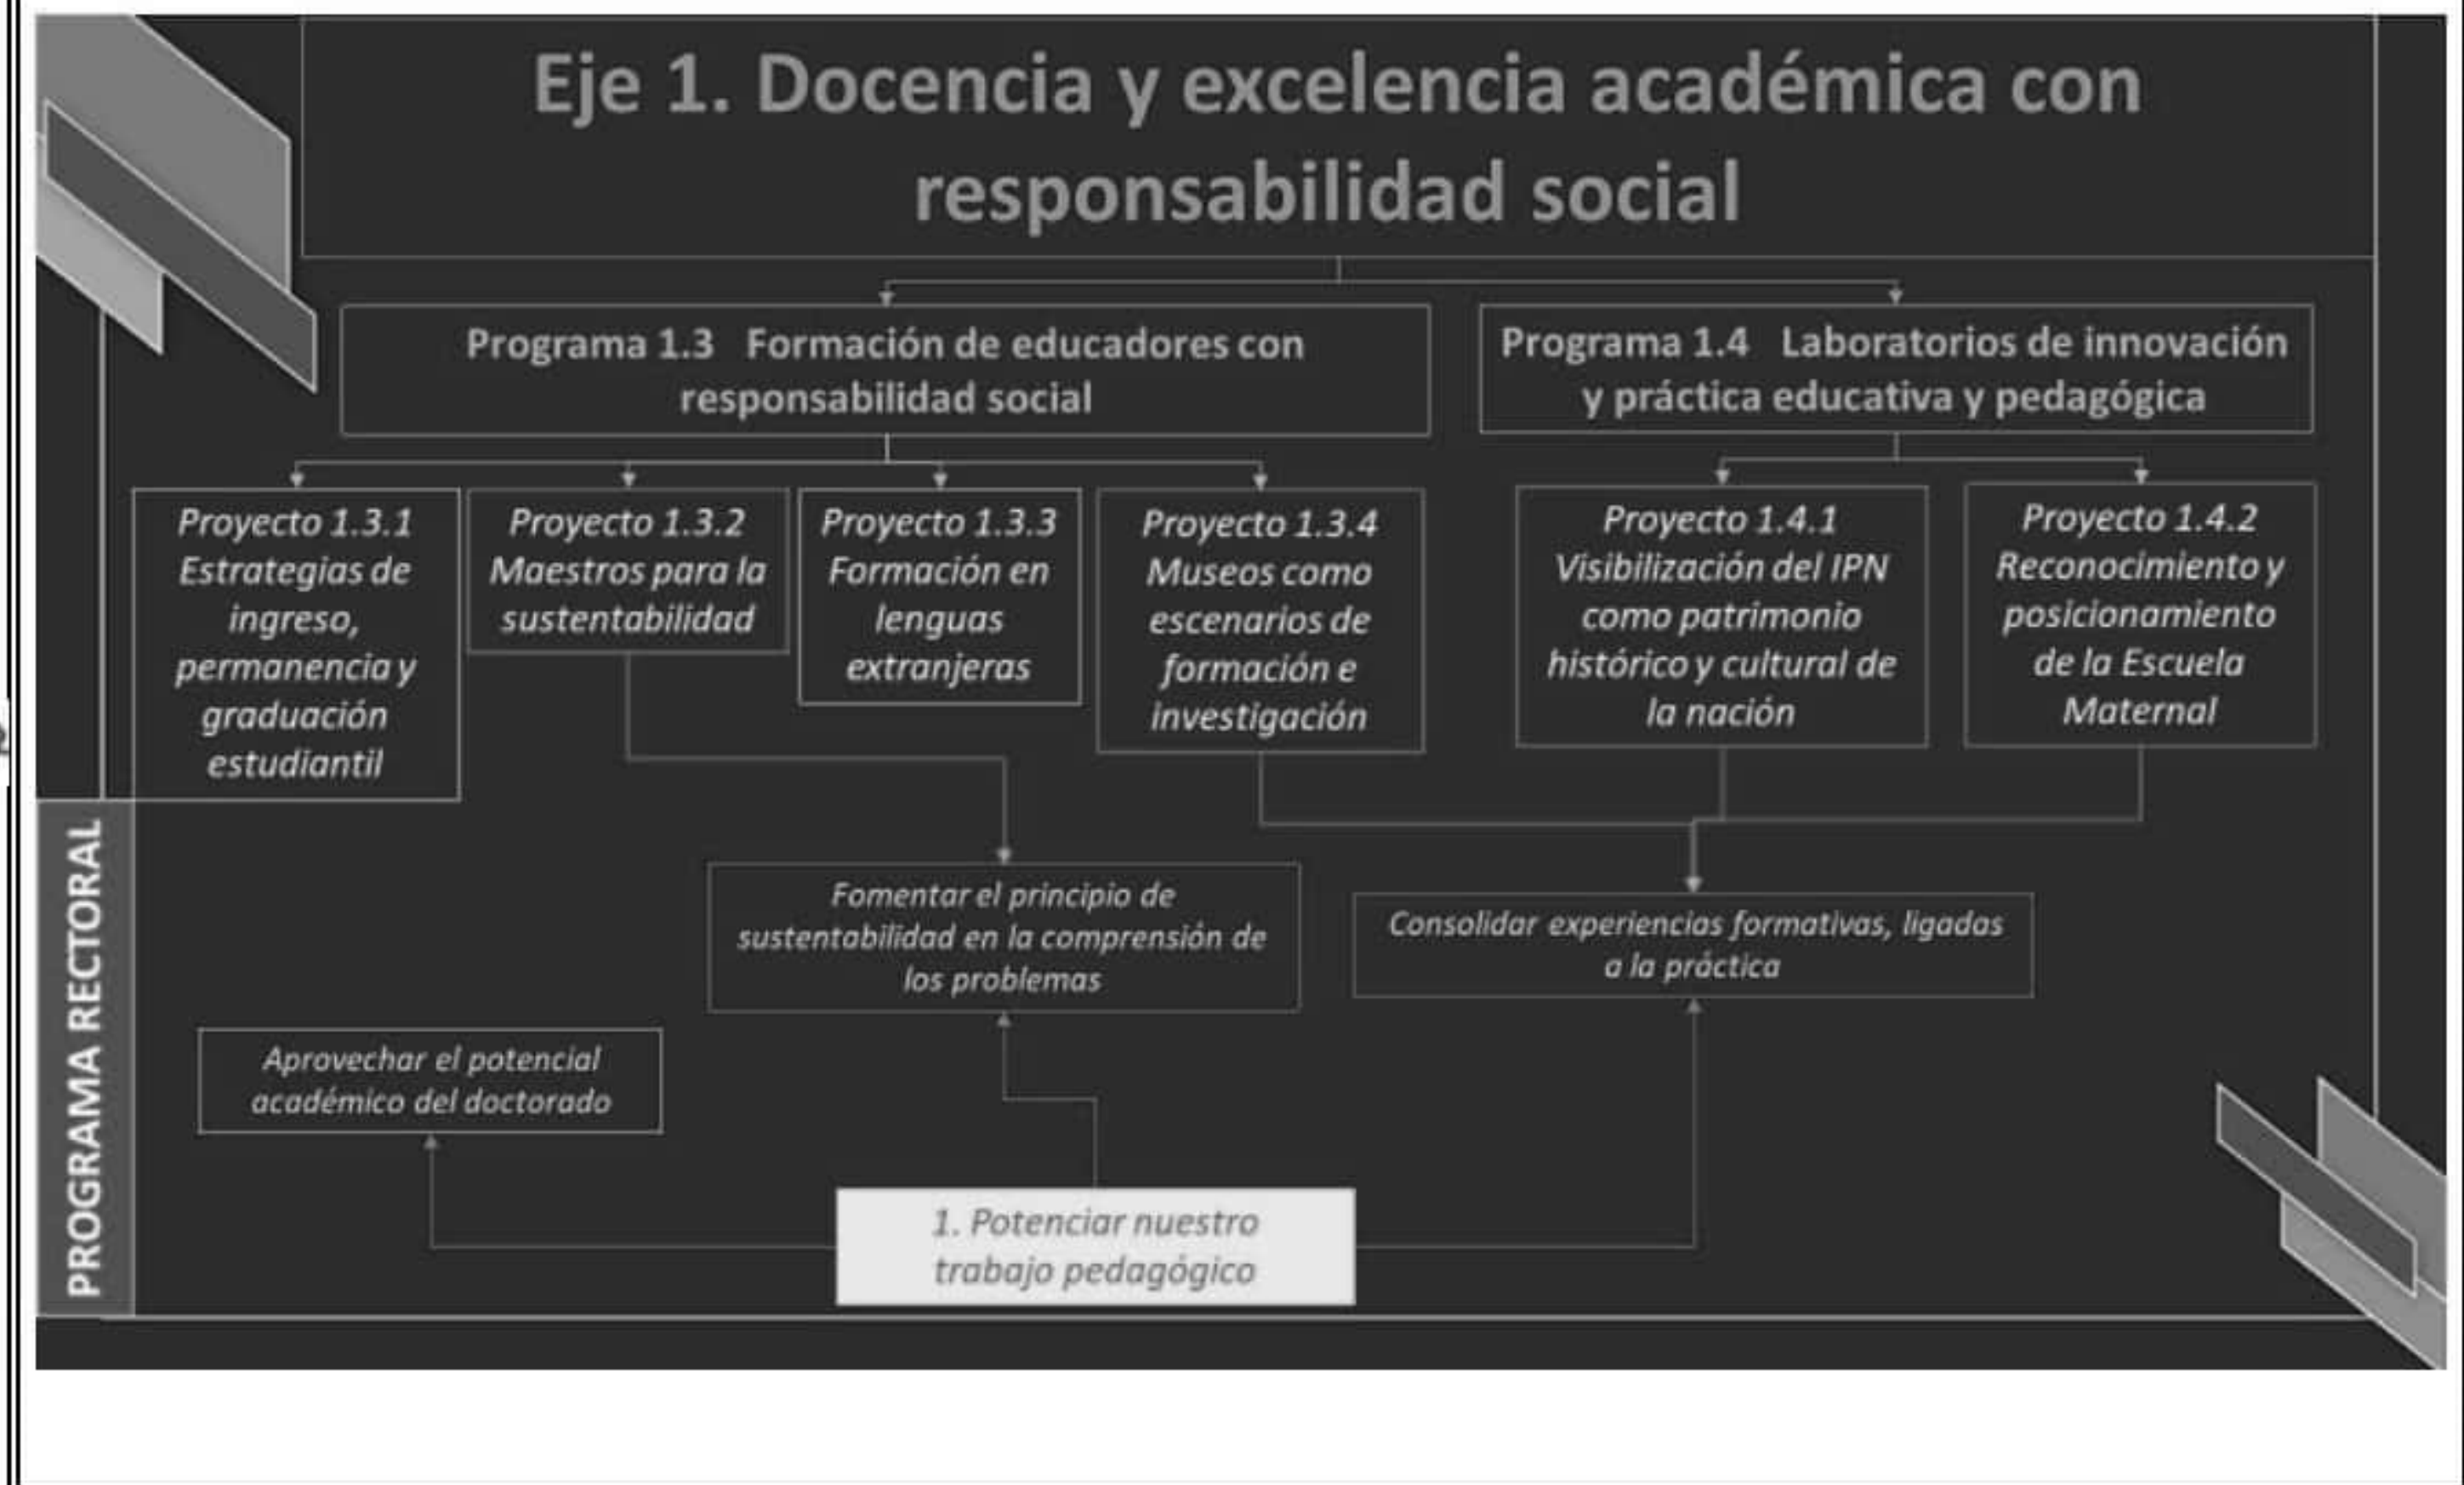 Eje 1. Docencia y excelencia académica con
responsabilidad social
Programa 1.3 Formación de educadores con
responsabilidad social
Programa 1.4 Laboratorios de innovación
y práctica educativa y pedagógica
Proyecto 1.3.1
Estrategias de
ingreso,
permanencia y
graduación
estudiantil
Proyecto 1.3.2
Maestros para la
sustentabilidad
Proyecto 1.3.3
Formación en
lenguas
extranjeras
Proyecto 1.3.4
Museos como
escenarios de
formación e
investigación
Proyecto 1.4.1
Visibilización del IPN
como patrimonio
histórico y cultural de
la nación
Proyecto 1.4.2
Reconocimiento y
posicionamiento
de la Escuela
Maternal
PROGRAMA RECTORAL
Fomentar el principio de
sustentabilidad en la comprensión de
los problemas
Consolidar experiencias formativas, ligadas
a la práctica
Aprovechar el potencial
académico del doctorado
1. Potenciar nuestro
trabajo pedagógico